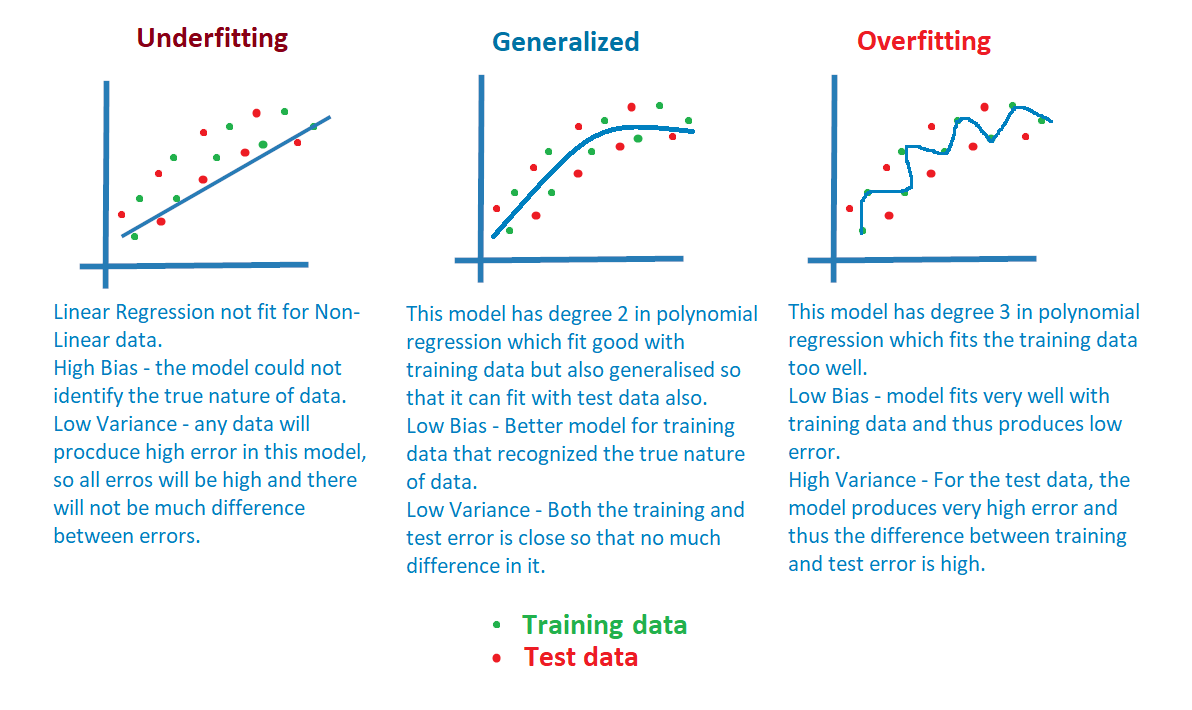 Underfitting
Generalized
Overfitting
Linear Regression not fit for Non-
Linear data.
High Bias - the model could not
identify the true nature of data.
Low Variance - any data will
procduce high error in this model,
so all erros will be high and there
will not be much difference
between errors.
This model has degree 2 in polynomial
regression which fit good with
training data but also generalised so
that it can fit with test data also.
Low Bias - Better model for training
data that recognized the true nature
of data.
Low Variance - Both the training and
test error is close so that no much
difference in it.
This model has degree 3 in polynomial
regression which fits the training data
too well.
Low Bias - model fits very well with
training data and thus produces low
error.
High Variance - For the test data, the
model produces very high error and
thus the difference between training
and test error is high.
Training data
Test data